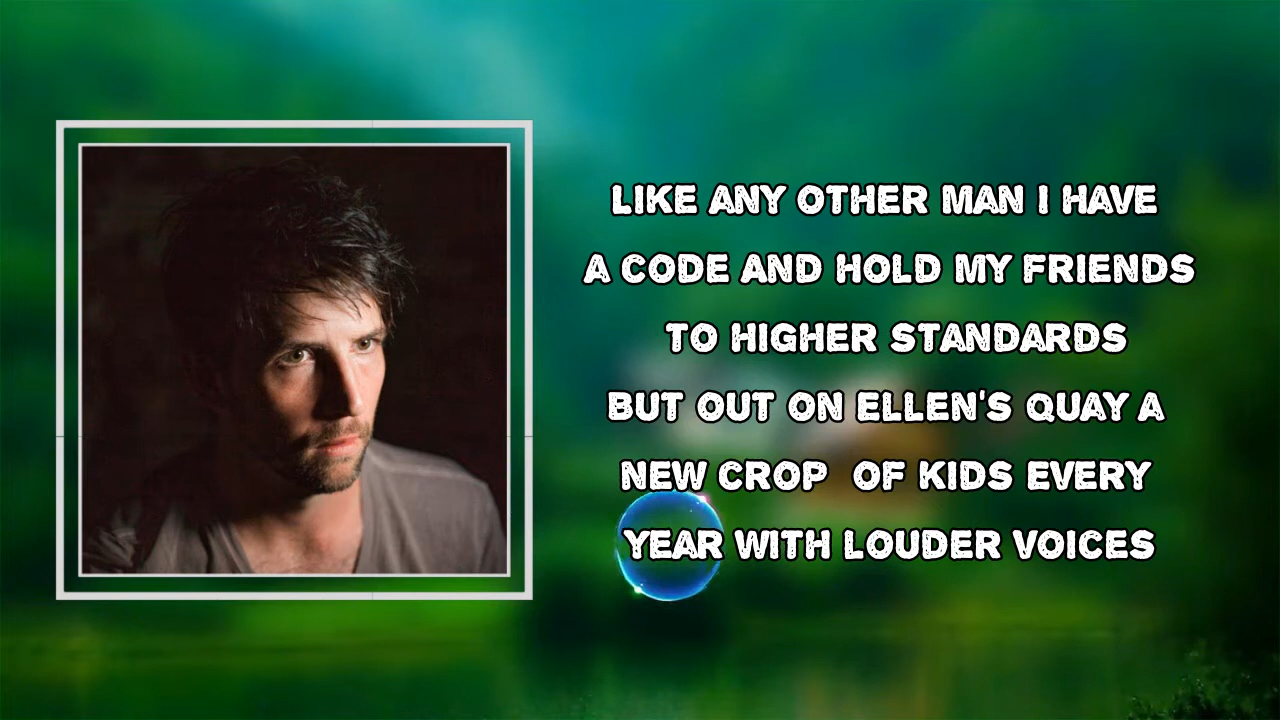 LIKE ANY OTHER MAN I HAVE
A CODE AND HOLD MY FRIENDS
TO HIGHER STANDARDS
BUT OUT ON ELLEN'S QUAY A
NEW CROP  OF KIDS EVERY
YEAR WITH LOUDER VOICES